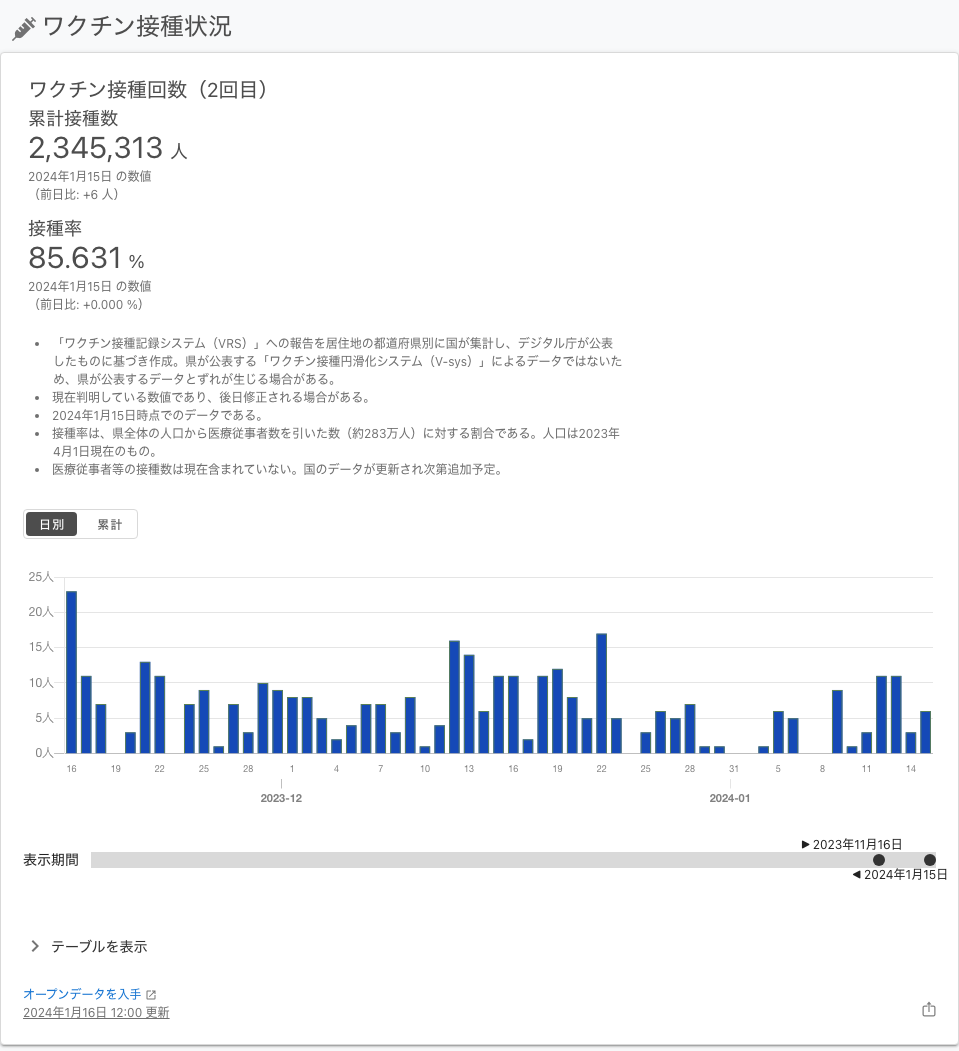 ワクチン接種状況
ワクチン接種回数（2回目）
累計接種数
2,345,313 人
2024年1月15日 の数値
（前日比: +6 人）
接種率
85.631 %
2024年1月15日 の数値
（前日比: +0.000 %）
• 「ワクチン接種記録システム（VRS）」への報告を居住地の都道府県別に国が集計し、デジタル庁が公表
したものに基づき作成。県が公表する「ワクチン接種円滑化システム（V-sys）」によるデータではないた
め、県が公表するデータとずれが生じる場合がある。
• 現在判明している数値であり、後日修正される場合がある。
• 2024年1月15日時点でのデータである。
• 接種率は、県全体の人口から医療従事者数を引いた数（約283万人）に対する割合である。人口は2023年
4月1日現在のもの。
• 医療従事者等の接種数は現在含まれていない。国のデータが更新され次第追加予定。
日別 累計
25人
20人
15人
10人
5人
0人
16 19 22 25 28 1 4 7 10 13 16 19 22 25 28 31 5 8 11 14
2023-12 2024-01
▶ 2023年11月16日
表示期間
◀ 2024年1月15日
テーブルを表示
オープンデータを入手
2024年1月16日 12:00 更新